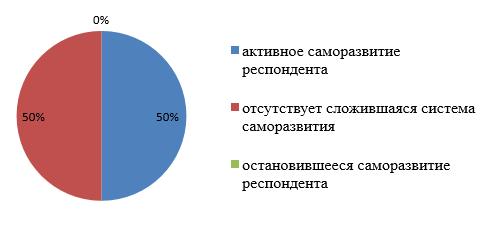 0%
50%
50%
активное саморазвитие
респондента
отсутствует сложившаяся система
саморазвития
остановившееся саморазвитие
респондента